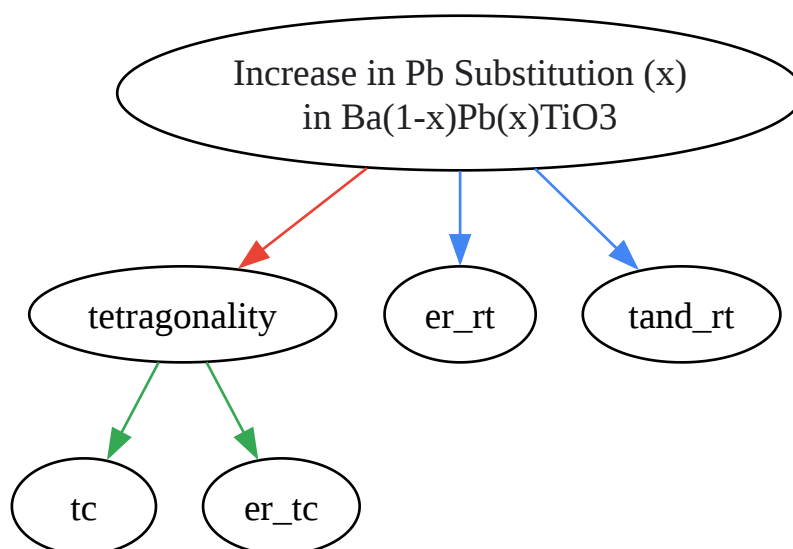 Increase in Pb Substitution (x)
in Ba(1-x)Pb(x)TiO3
tetragonality
er_rt
tand_rt
tc
er_tc